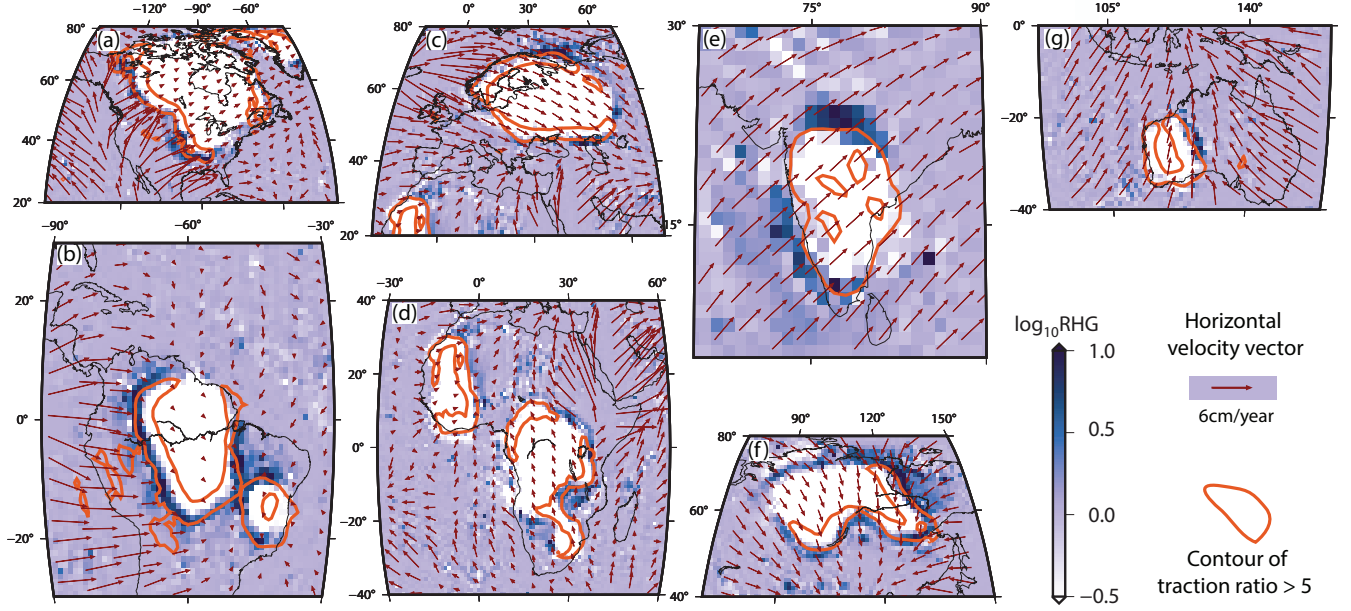 −120° −90° −60°
80°
(a)
60°
40°
20°
0° 30° 60°
80°
(c)
60°
40°
20°
75° 90°
30°
(e)
15°
105° 140°
0°
(g)
−20°
−40°
−90° −60° −30°
(b)
20°
0°
−20°
−30° 0° 30° 60°
40°
(d)
20°
0°
−20°
−40°
90° 120° 150°
80°
(f)
60°
40°
log10RHG
1.0
0.5
0.0
−0.5
Horizontal
velocity vector
6cm/year
Contour of
traction ratio > 5